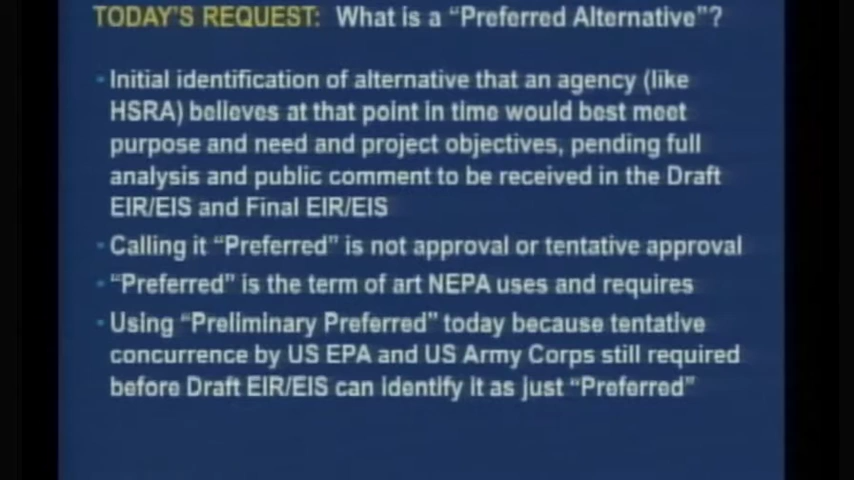 TODAY'S REQUEST: What is a “Preferred Alternative”?
Initial identification of alternative that an agency (like
HSRA) believes at that point in time would best meet
purpose and need and project objectives, pending full
analysis and public comment to be received in the Draft
EIR/EIS and Final EIR/EIS
Calling it “Preferred” is not approval or tentative approval
“Preferred” is the term of art NEPA uses and requires
Using “Preliminary Preferred” today because tentative
concurrence by US EPA and US Army Corps still required
before Draft EIR/EIS can identify it as just “Preferred”